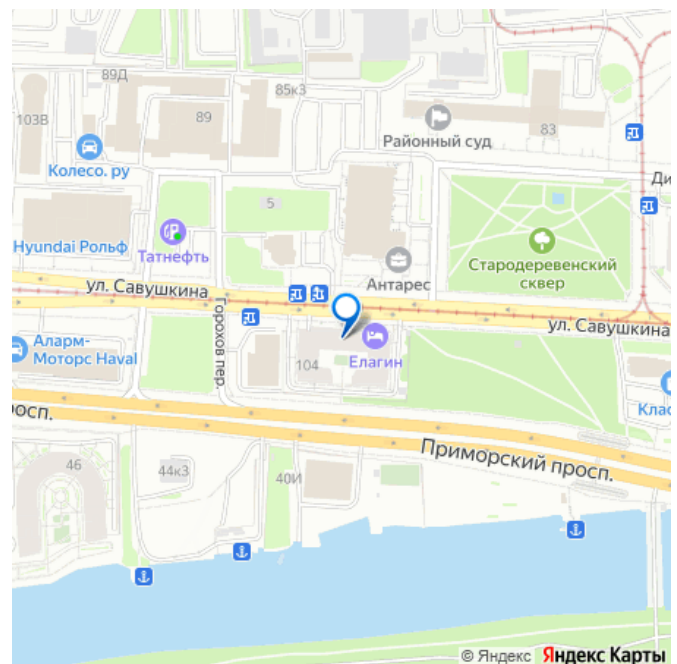 89Д
85к3
103В
89
Районный суд
83
Колесо.ру
Ди
5
Татнефть
Hyundai Рольф
Антарес
Стародеревенский
сквер
ул. Савушкина
Горохов пер.
ул. Савушкина
Аларм-
Моторс Haval
104
Елагин
Клас
росп.
Приморский просп.
46
44к3
40И
© Яндекс Яндекс Карты